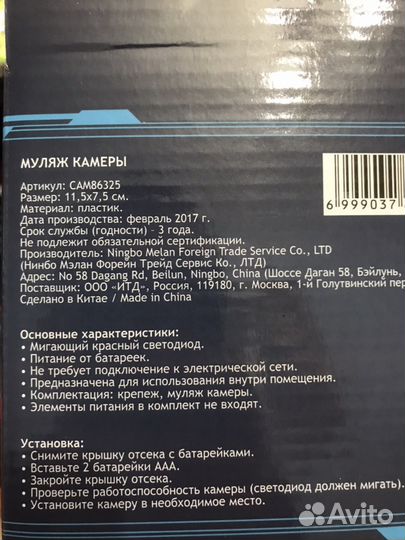 МУЛЯЖ КАМЕРЫ
Артикул: CAM86325
Размер: 11,5x7,5 см.
Материал: пластик.
Дата производства: февраль 2017 г.
Срок службы (годности) – 3 года.
Не подлежит обязательной сертификации.
Производитель: Ningbo Melan Foreign Trade Service Co., LTD
(Нинбо Мэлан Форейн Трейд Сервис Ко., ЛТД)
Адрес: No 58 Dagang Rd, Beilun, Ningbo, China (Шоссе Даган 58, Бэйлунь,
Поставщик: ООО «ИТД», Россия, 119180, г. Москва, 1-й Голутвинский пер
Сделано в Китае / Made in China
6 999037
Основные характеристики:
• Мигающий красный светодиод.
• Питание от батареек.
• Не требует подключение к электрической сети.
• Предназначена для использования внутри помещения.
• Комплектация: крепеж, муляж камеры.
• Элементы питания в комплект не входят.
Установка:
• Снимите крышку отсека с батарейками.
• Вставьте 2 батарейки ААА.
• Закройте крышку отсека.
• Проверьте работоспособность камеры (светодиод должен мигать).
• Установите камеру в необходимое место.
Avito